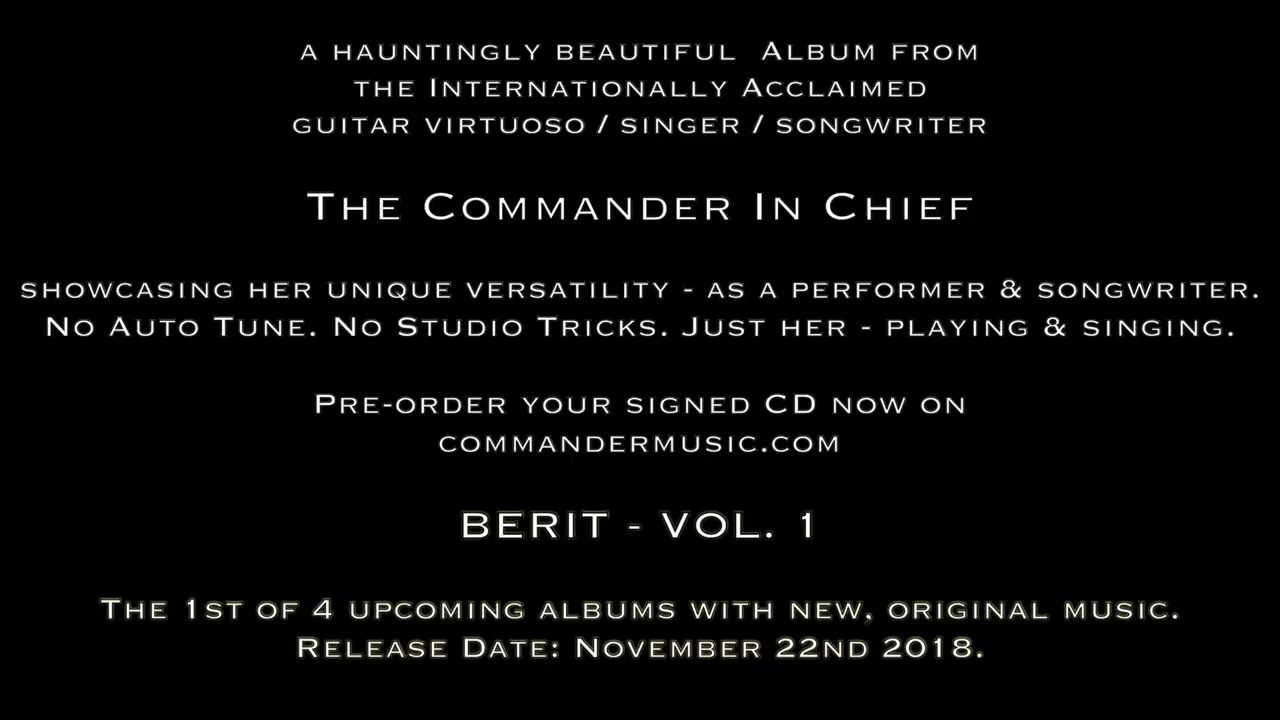 a hauntingly beautiful Album from
the Internationally Acclaimed
guitar virtuoso / singer / songwriter
The Commander In Chief
showcasing her unique versatility - as a performer & songwriter.
No Auto Tune. No Studio Tricks. Just her - playing & singing.
Pre-order your signed CD now on
commandermusic.com
BERIT - VOL. 1
The 1st of 4 upcoming albums with new, original music.
Release Date: November 22nd 2018.